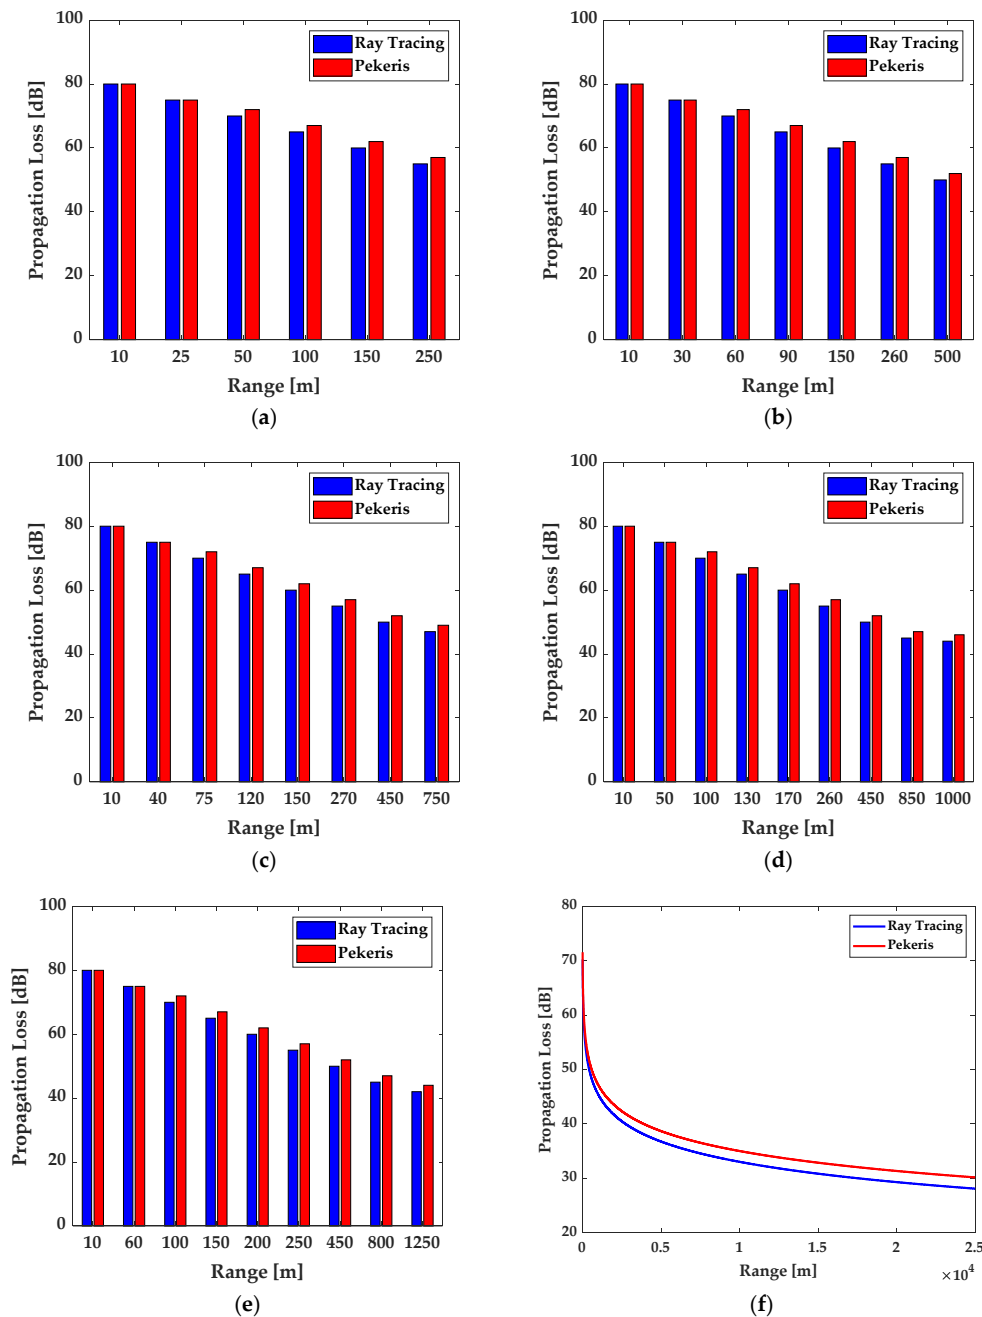 100
80
60
40
20
0
Propagation Loss [dB]
Ray Tracing
Pekeris
10 25 50 100 150 250
Range [m]
(a)
100
80
60
40
20
0
Propagation Loss [dB]
Ray Tracing
Pekeris
10 30 60 90 150 260 500
Range [m]
(b)
100
80
60
40
20
0
Propagation Loss [dB]
Ray Tracing
Pekeris
10 40 75 120 150 270 450 750
Range [m]
(c)
100
80
60
40
20
0
Propagation Loss [dB]
Ray Tracing
Pekeris
10 50 100 130 170 260 450 850 1000
Range [m]
(d)
100
80
60
40
20
0
Propagation Loss [dB]
Ray Tracing
Pekeris
10 60 100 150 200 250 450 800 1250
Range [m]
(e)
80
70
60
50
40
30
20
Propagation Loss [dB]
Ray Tracing
Pekeris
0 0.5 1 1.5 2 2.5
Range [m]
×10⁴
(f)